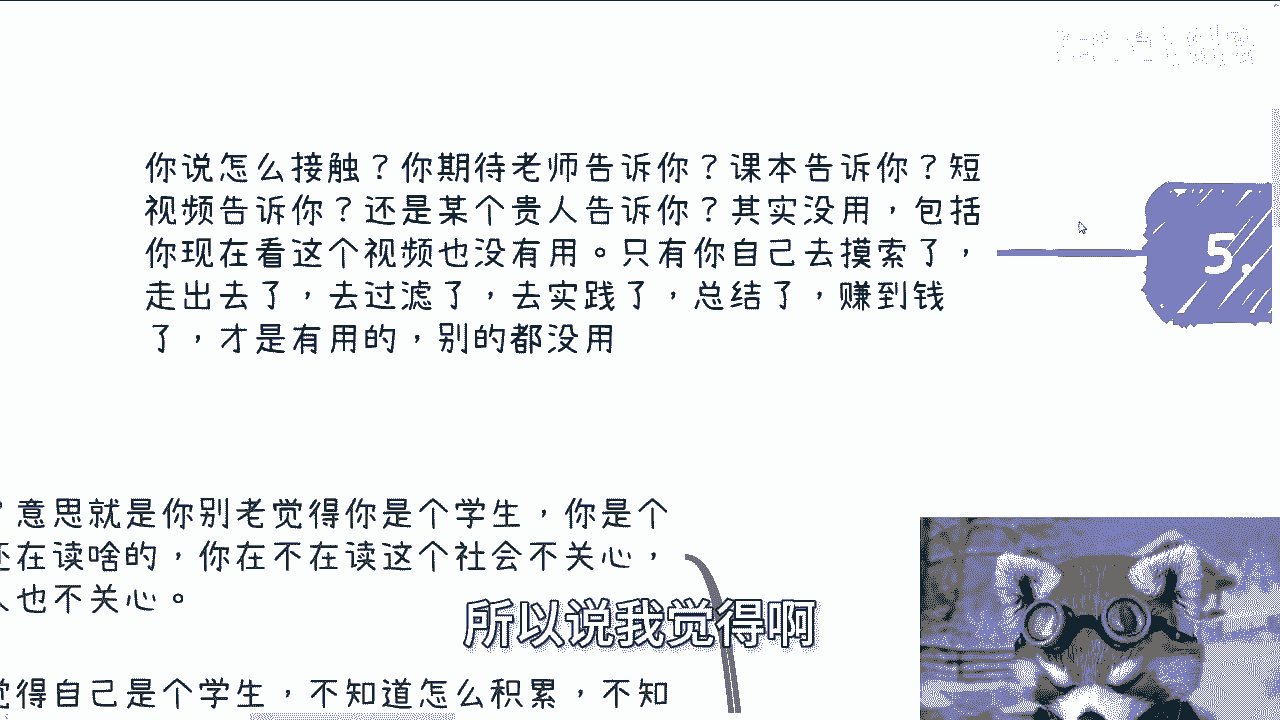 你说怎么接触？你期待老师告诉你？课本告诉你？短
视频告诉你？还是某个贵人告诉你？其实没用，包括
你现在看这个视频也没有用。只有你自己去摸索了，
走出去了，去过滤了，去实践了，总结了，赚到钱
了，才是有用的，别的都没用
5.
意思就是你别老觉得你是个学生，你是个
还在读啥的，你在不在读这个社会不关心，
人也不关心。
所以说我觉得啊
觉得自己是个学生，不知道怎么积累，不知